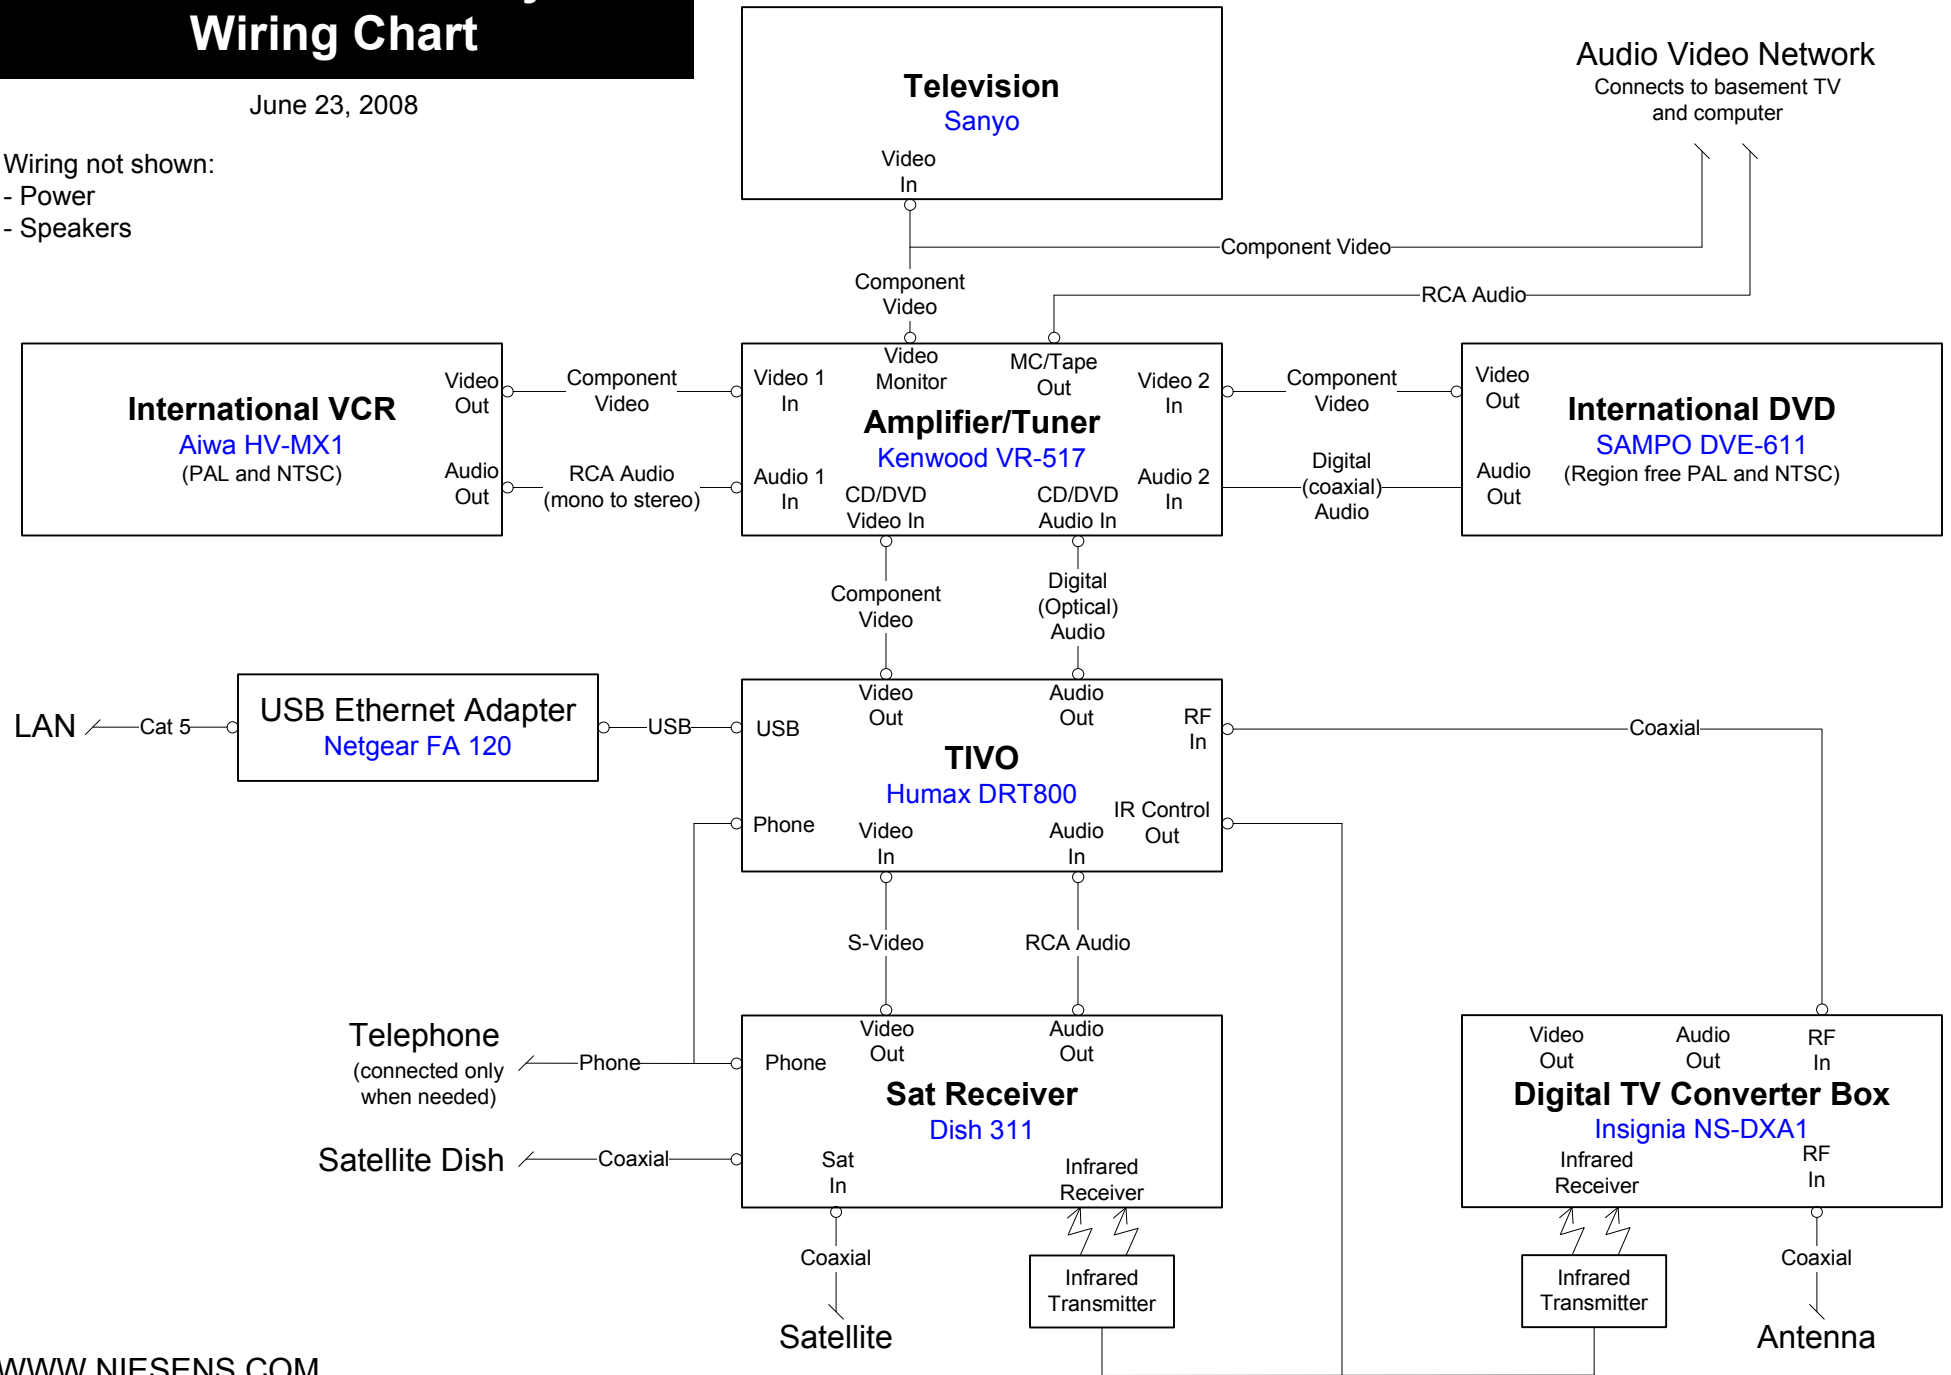 Wiring Chart
June 23, 2008
Wiring not shown:
- Power
- Speakers
Television
Sanyo
Video
In
Audio Video Network
Connects to basement TV
and computer
Component Video
Component
Video
RCA Audio
International VCR
Aiwa HV-MX1
(PAL and NTSC)
Video
Out
Audio
Out
Component
Video
RCA Audio
(mono to stereo)
Video 1
In
Audio 1
In
Video
Monitor
MC/Tape
Out
Video 2
In
Audio 2
In
Amplifier/Tuner
Kenwood VR-517
CD/DVD
Video In
CD/DVD
Audio In
Component
Video
Digital
(coaxial)
Audio
Video
Out
Audio
Out
International DVD
SAMPO DVE-611
(Region free PAL and NTSC)
Component
Video
Digital
(Optical)
Audio
LAN
Cat 5
USB Ethernet Adapter
Netgear FA 120
USB
USB
Video
Out
Audio
Out
RF
In
TIVO
Humax DRT800
Phone
Video
In
Audio
In
IR Control
Out
Coaxial
S-Video
RCA Audio
Telephone
(connected only
when needed)
Phone
Satellite Dish
Coaxial
Phone
Video
Out
Audio
Out
Sat Receiver
Dish 311
Sat
In
Infrared
Receiver
Video
Out
Audio
Out
RF
In
Digital TV Converter Box
Insignia NS-DXA1
Infrared
Receiver
RF
In
Coaxial
Satellite
Infrared
Transmitter
Infrared
Transmitter
Coaxial
Antenna
WWW.NIESENS.COM